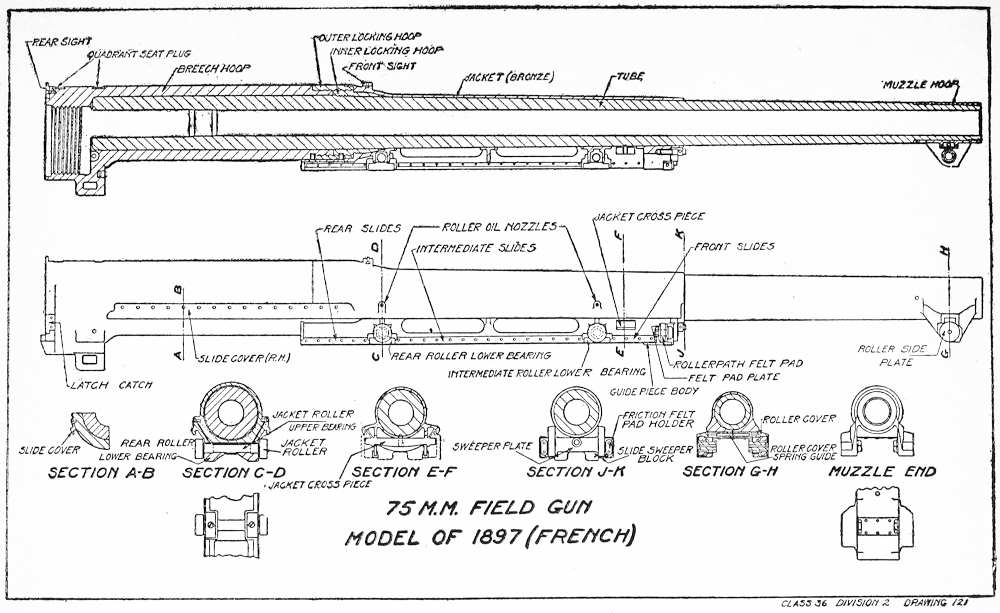 REAR SIGHT
QUADRANT SEAT PLUG
BREECH HOOP
OUTER LOCKING HOOP
INNER LOCKING HOOP
FRONT SIGHT
JACKET (BRONZE)
TUBE
MUZZLE HOOP
REAR SLIDES
D
ROLLER OIL NOZZLES
INTERMEDIATE SLIDES
JACKET CROSS PIECE
F
K
FRONT SLIDES
H
B
A
SLIDE COVER (R.H.)
C
REAR ROLLER LOWER BEARING
INTERMEDIATE ROLLER LOWER BEARING
E
J
G
ROLLER SIDE
PLATE
ROLLERPATH FELT PAD
FELT PAD PLATE
GUIDE PIECE BODY
LATCH CATCH
SLIDE COVER
SECTION A-B
REAR ROLLER
LOWER BEARING
JACKET ROLLER
UPPER BEARING
JACKET
ROLLER
SECTION C-D
JACKET CROSS PIECE
SECTION E-F
SWEEPER PLATE
FRICTION FELT
PAD HOLDER
SLIDE SWEEPER
BLOCK
SECTION J-K
ROLLER COVER
ROLLER COVER
SPRING GUIDE
SECTION G-H
MUZZLE END
75 M.M. FIELD GUN
MODEL OF 1897 (FRENCH)
CLASS 36 DIVISION 2 DRAWING 121